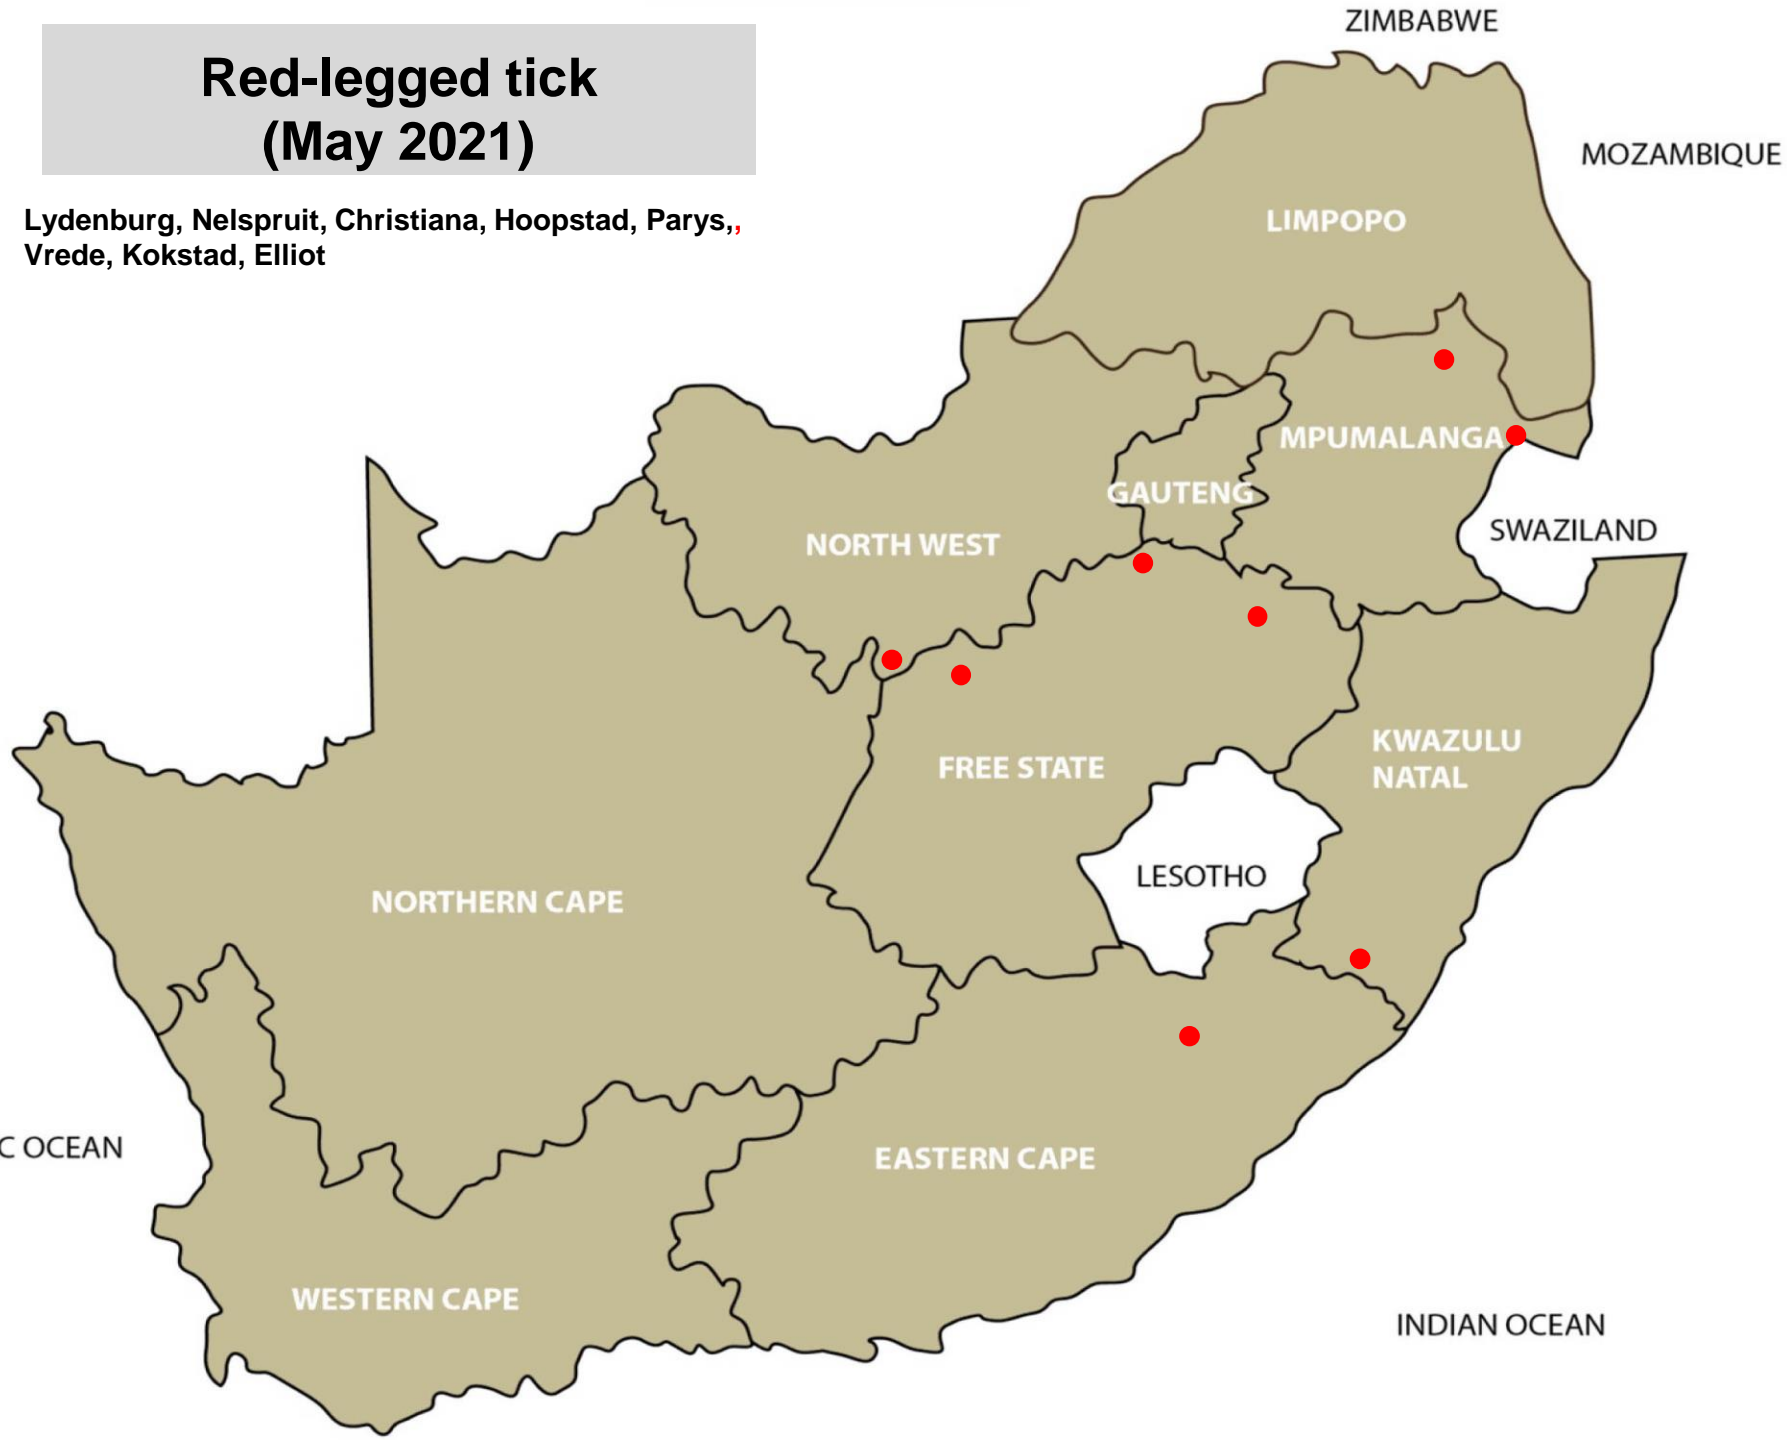 Red-legged tick
(May 2021)
Lydenburg, Nelspruit, Christiana, Hoopstad, Parys,,
Vrede, Kokstad, Elliot
ZIMBABWE
MOZAMBIQUE
LIMPOPO
MPUMALANGA
GAUTENG
NORTH WEST
SWAZILAND
KWAZULU
NATAL
FREE STATE
LESOTHO
NORTHERN CAPE
C OCEAN
EASTERN CAPE
WESTERN CAPE
INDIAN OCEAN